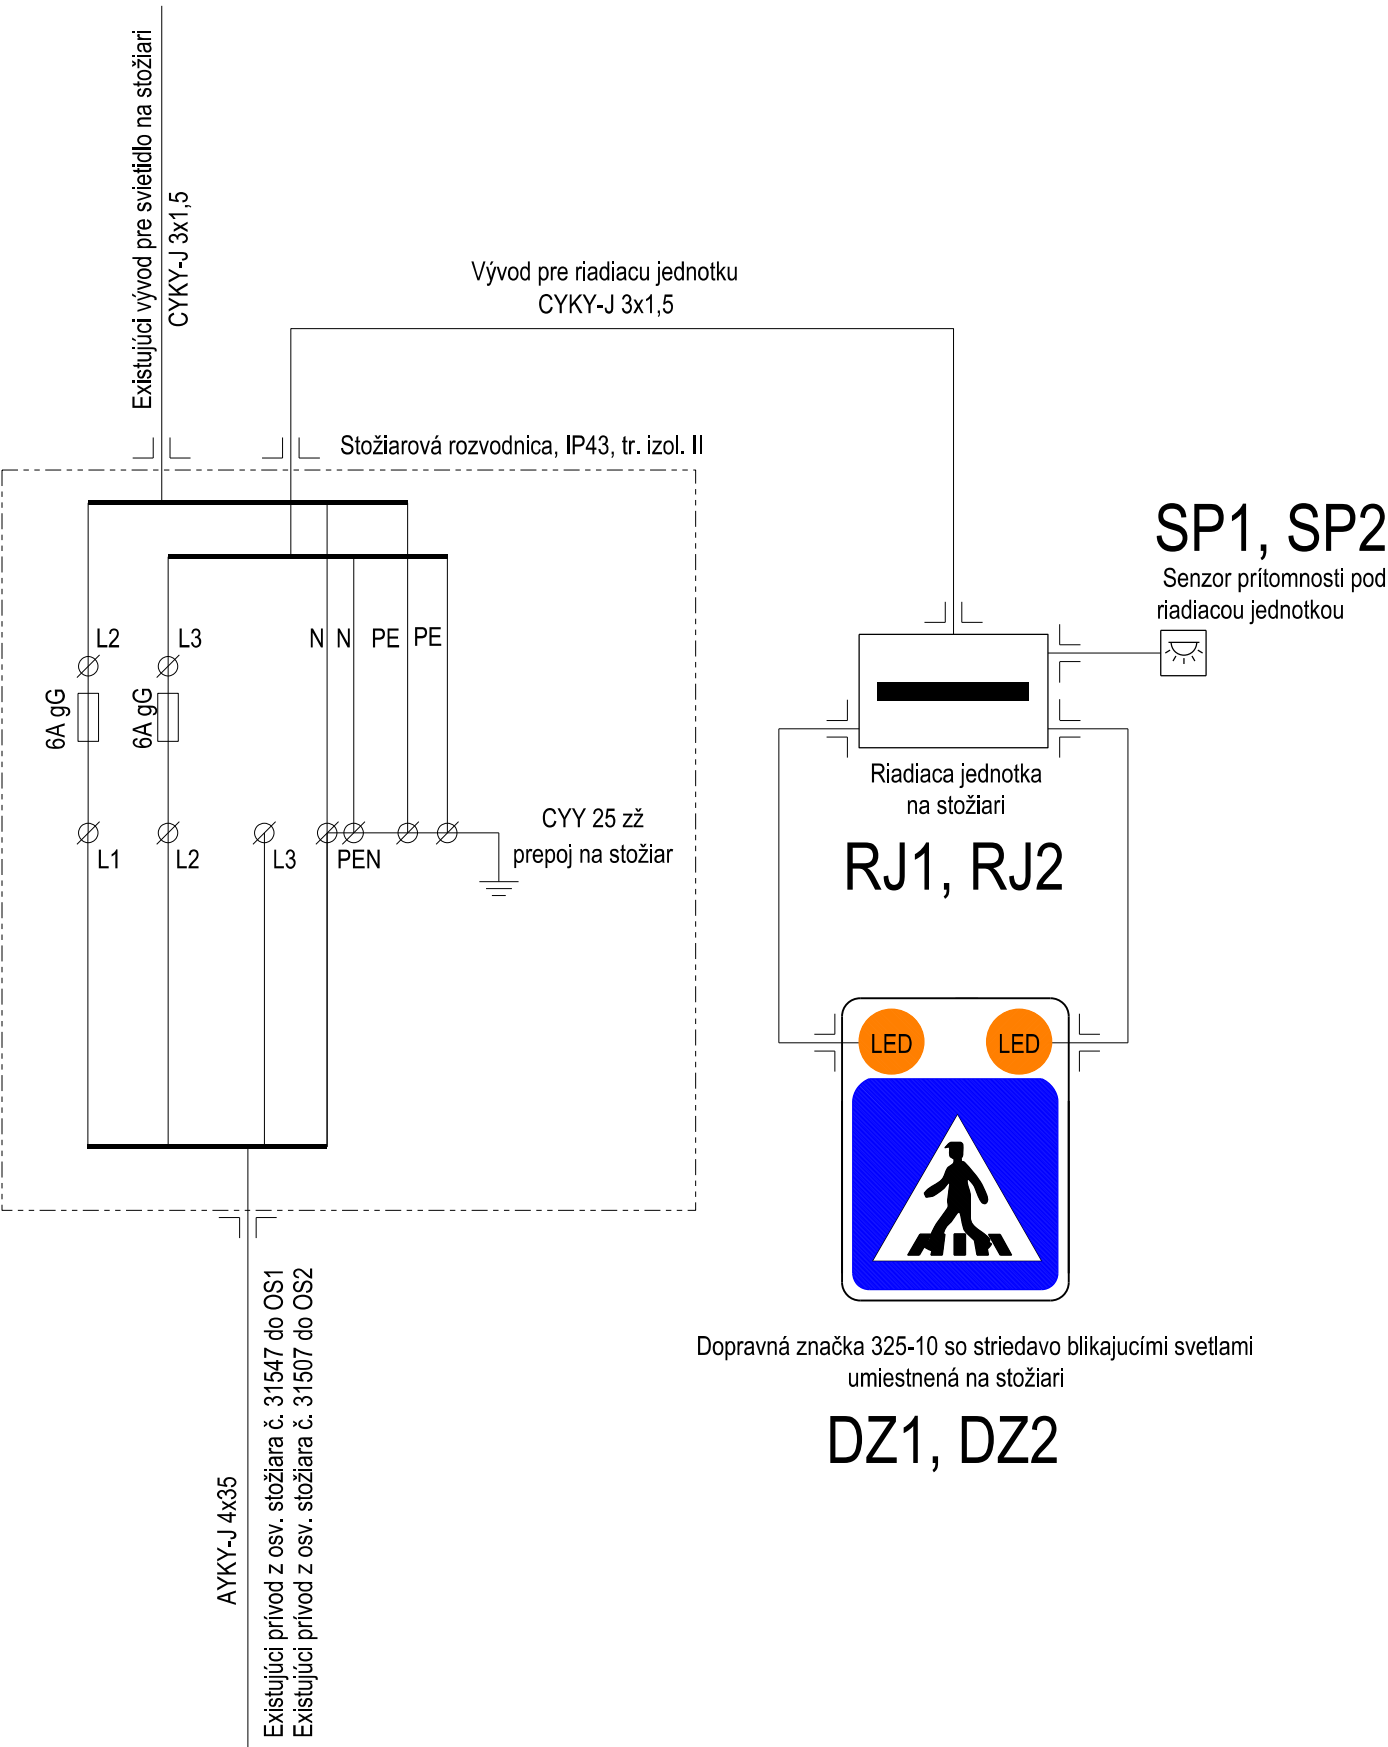 Existujúci vývod pre svietidlo na stožiari
CYKY-J 3x1,5
Vývod pre riadiacu jednotku
CYKY-J 3x1,5
Stožiarová rozvodnica, IP43, tr. izol. II
SP1, SP2
Senzor prítomnosti pod
riadiacou jednotkou
L2
L3
N
N
PE
PE
6A gG
6A gG
L1
L2
L3
PEN
CYY 25 zž
prepoj na stožiar
Riadiaca jednotka
na stožiari
RJ1, RJ2
LED
LED
Dopravná značka 325-10 so striedavo blikajucími svetlami
umiestnená na stožiari
DZ1, DZ2
AYKY-J 4x35
Existujúci prívod z osv. stožiara č. 31547 do OS1
Existujúci prívod z osv. stožiara č. 31507 do OS2